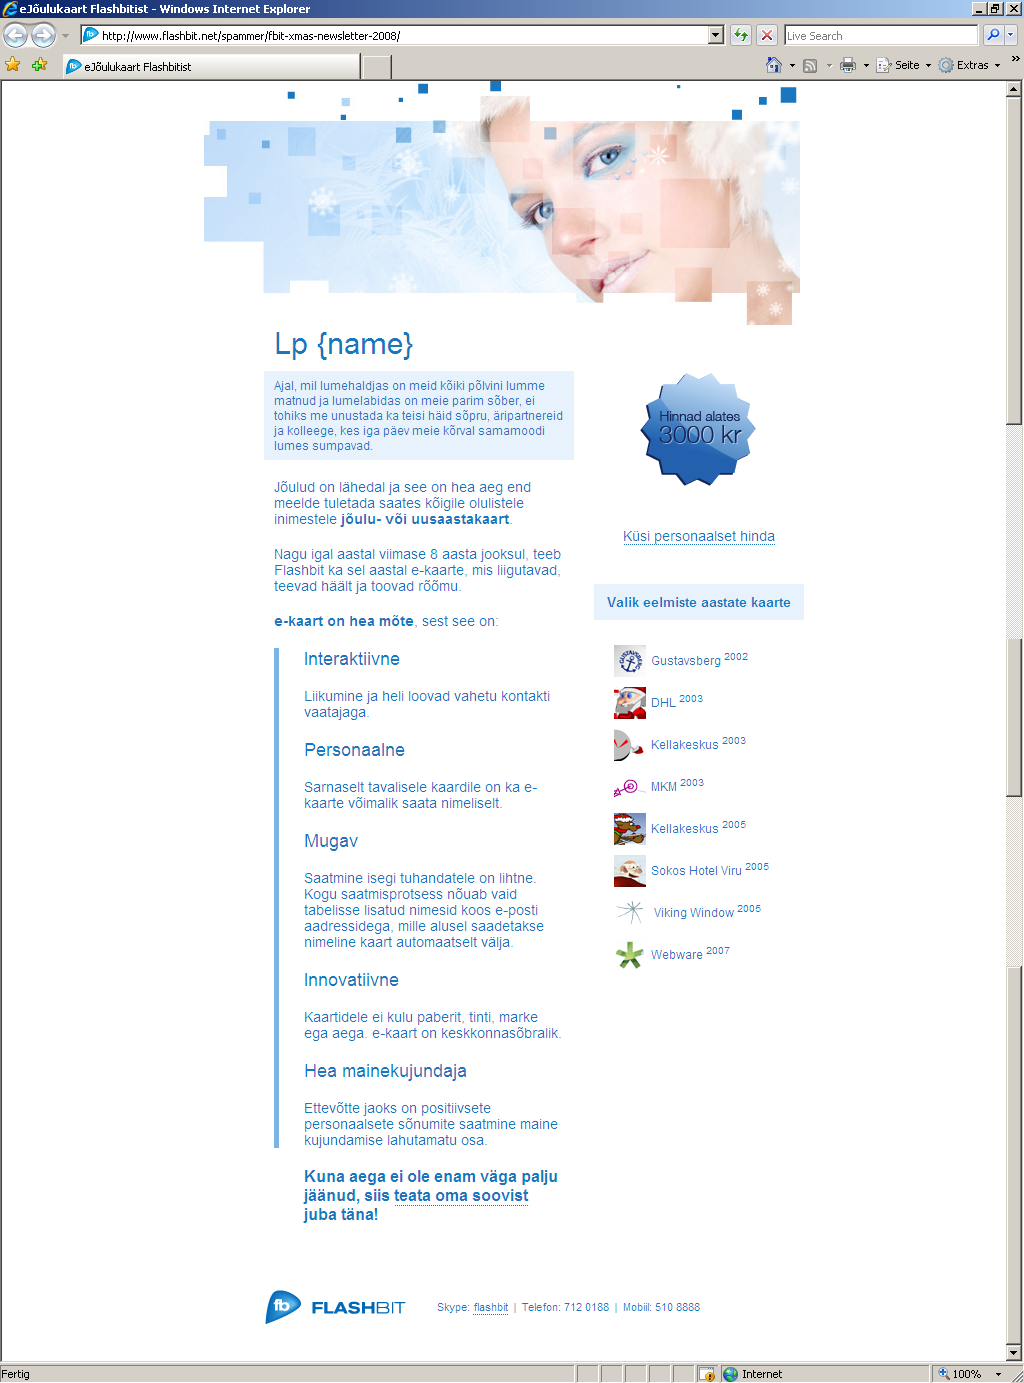 eJõulukaart Flashbitist - Windows Internet Explorer
http://www.flashbit.net/spammer/fbit-xmas-newsletter-2008/
Live Search
eJõulukaart Flashbitist
Seite
Extras
Lp {name}
Ajal, mil lumehaldjas on meid kõiki põlvini lumme
matnud ja lumelabidas on meie parim sõber, ei
tohiks me unustada ka teisi häid sõpru, äripartnereid
ja kolleege, kes iga päev meie kõrval samamoodi
lumes sumpavad.
Jõulud on lähedal ja see on hea aeg end
meelde tuletada saates kõigile olulistele
inimestele jõulu- või uusaastakaart.
Nagu igal aastal viimase 8 aasta jooksul, teeb
Flashbit ka sel aastal e-kaarte, mis liigutavad,
teevad häält ja toovad rõõmu.
e-kaart on hea mõte, sest see on:
Interaktiivne
Liikumine ja heli loovad vahetu kontakti
vaatajaga.
Personaalne
Sarnaselt tavalisele kaardile on ka e-
kaarte võimalik saata nimeliselt.
Mugav
Saatmine isegi tuhandatele on lihtne.
Kogu saatmisprotsess nõuab vaid
tabelisse lisatud nimesid koos e-posti
aadressidega, mille alusel saadetakse
nimeline kaart automaatselt välja.
Innovatiivne
Kaartidele ei kulu paberit, tinti, marke
ega aega. e-kaart on keskkonnasõbralik.
Hea mainekujundaja
Ettevõtte jaoks on positiivsete
personaalsete sõnumite saatmine maine
kujundamise lahutamatu osa.
Kuna aega ei ole enam väga palju
jäänud, siis teata oma soovist
juba täna!
Hinnad alates
3000 kr
Küsi personaalset hinda
Valik eelmiste aastate kaarte
GUSTAVSBERG
Gustavsberg 2002
DHL 2003
Kellakeskus 2003
MKM 2003
Kellakeskus 2005
Sokos Hotel Viru 2005
Viking Window 2005
Webware 2007
fb FLASHBIT
Skype: flashbit | Telefon: 712 0188 | Mobiil: 510 8888
Fertig
Internet
100%